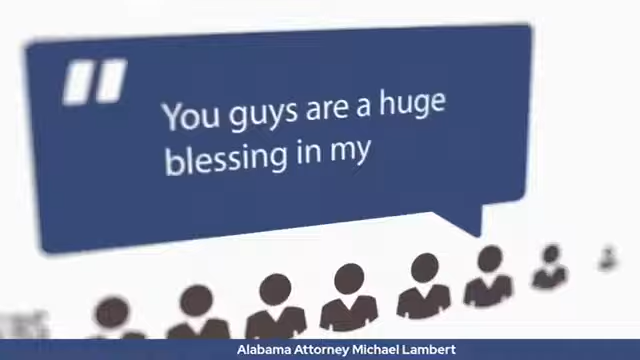 You guys are a huge
blessing in my
Alabama Attorney Michael Lambert